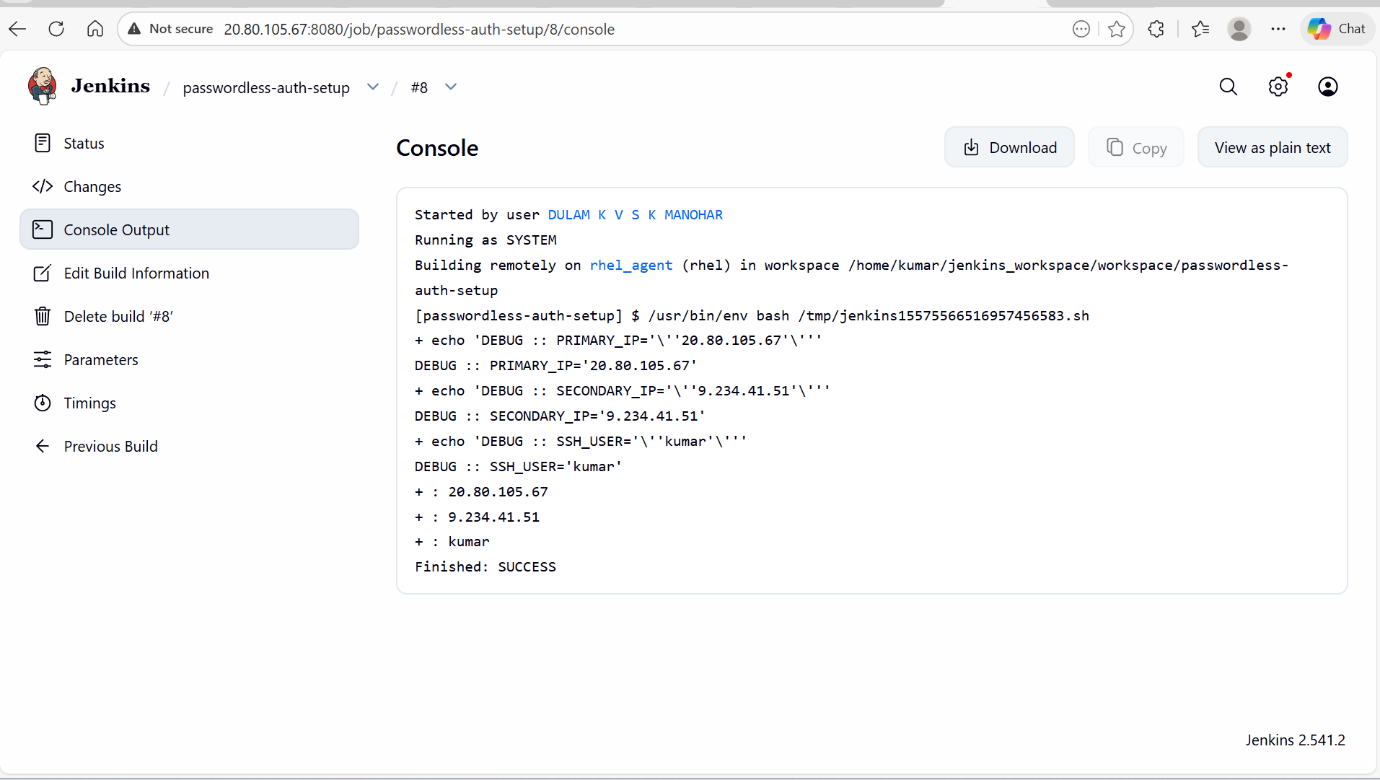 Not secure
20.80.105.67:8080/job/passwordless-auth-setup/8/console
Chat
Jenkins / passwordless-auth-setup / #8
Status
Changes
Console Output
Edit Build Information
Delete build '#8'
Parameters
Timings
Previous Build
Console
Download
Copy
View as plain text
Started by user DULAM K V S K MANOHAR
Running as SYSTEM
Building remotely on rhel_agent (rhel) in workspace /home/kumar/jenkins_workspace/workspace/passwordless-
auth-setup
[passwordless-auth-setup] $ /usr/bin/env bash /tmp/jenkins15575566516957456583.sh
+ echo 'DEBUG :: PRIMARY_IP='\''20.80.105.67'\'''
DEBUG :: PRIMARY_IP='20.80.105.67'
+ echo 'DEBUG :: SECONDARY_IP='\''9.234.41.51'\'''
DEBUG :: SECONDARY_IP='9.234.41.51'
+ echo 'DEBUG :: SSH_USER='\''kumar'\'''
DEBUG :: SSH_USER='kumar'
+ : 20.80.105.67
+ : 9.234.41.51
+ : kumar
Finished: SUCCESS
Jenkins 2.541.2